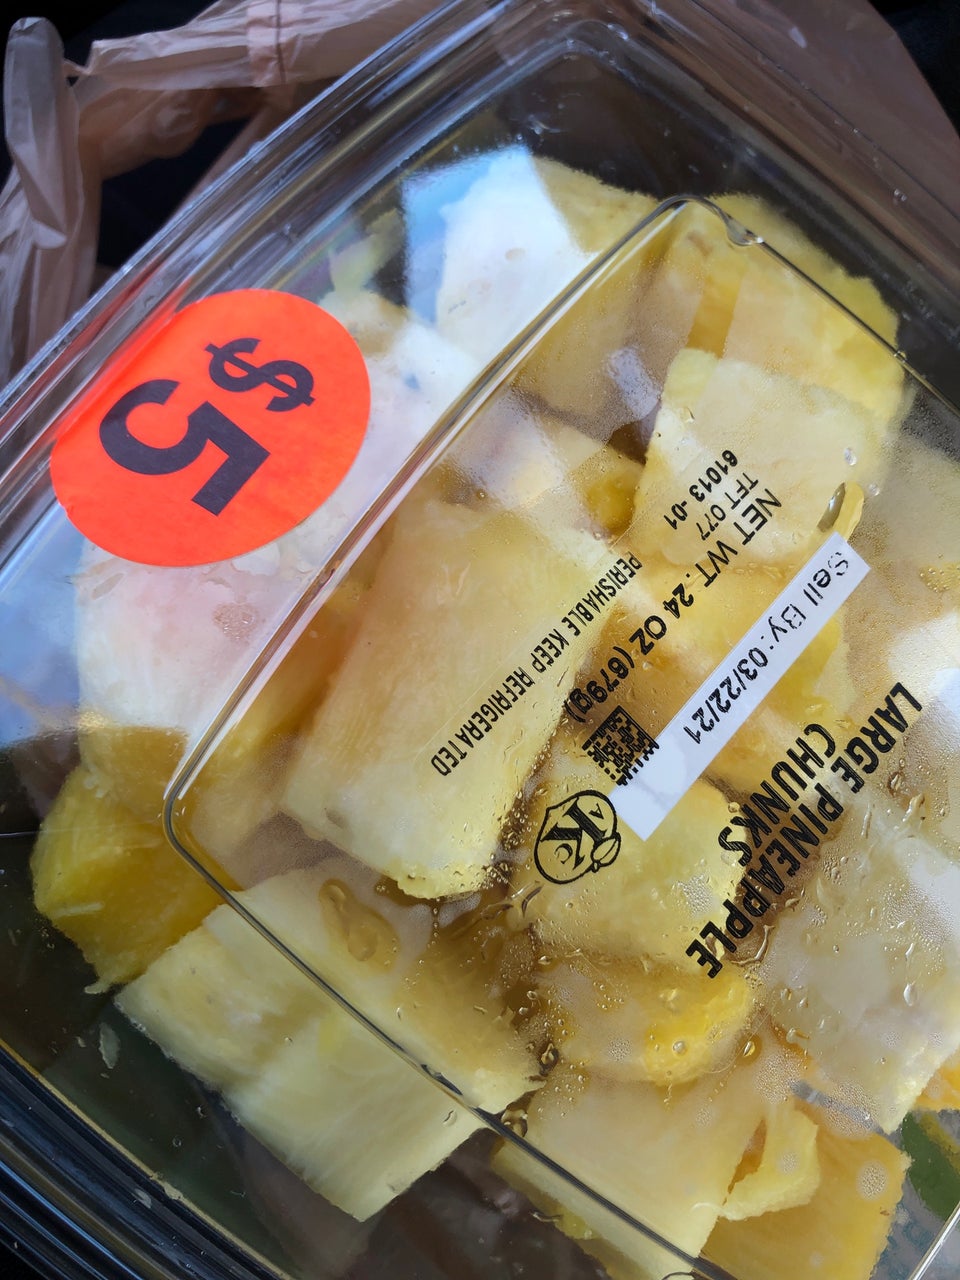 $5
LARGE PINEAPPLE
CHUNKS
Sell By: 03/22/21
NET WT. 24 OZ (679g)
TFT 077
61013-01
PERISHABLE KEEP REFRIGERATED
AKC